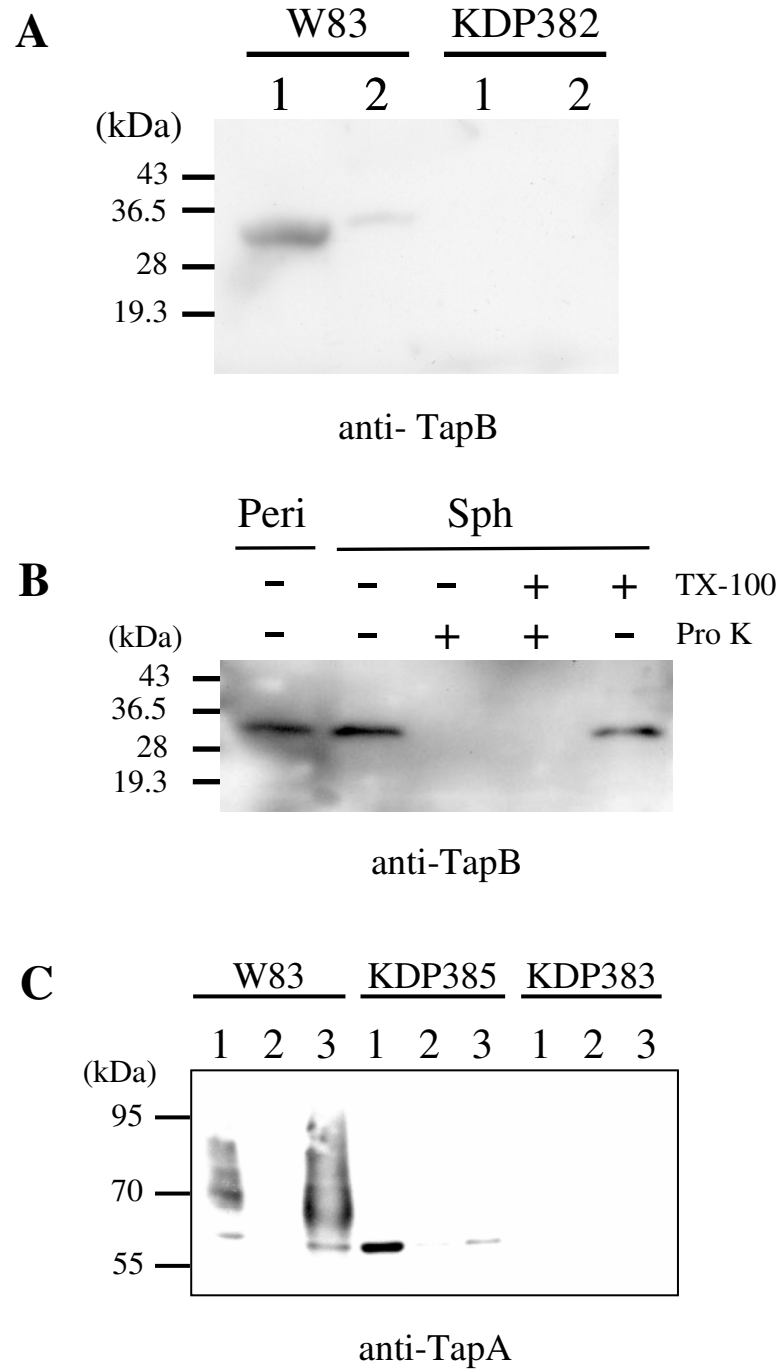 A
W83 KDP382
1 2 1 2
(kDa)
43
36.5
28
19.3
anti- TapB
Peri Sph
B
- - - + + TX-100
(kDa) - - + + - Pro K
43
36.5
28
19.3
anti-TapB
C
W83 KDP385 KDP383
1 2 3 1 2 3 1 2 3
(kDa)
95
70
55
anti-TapA